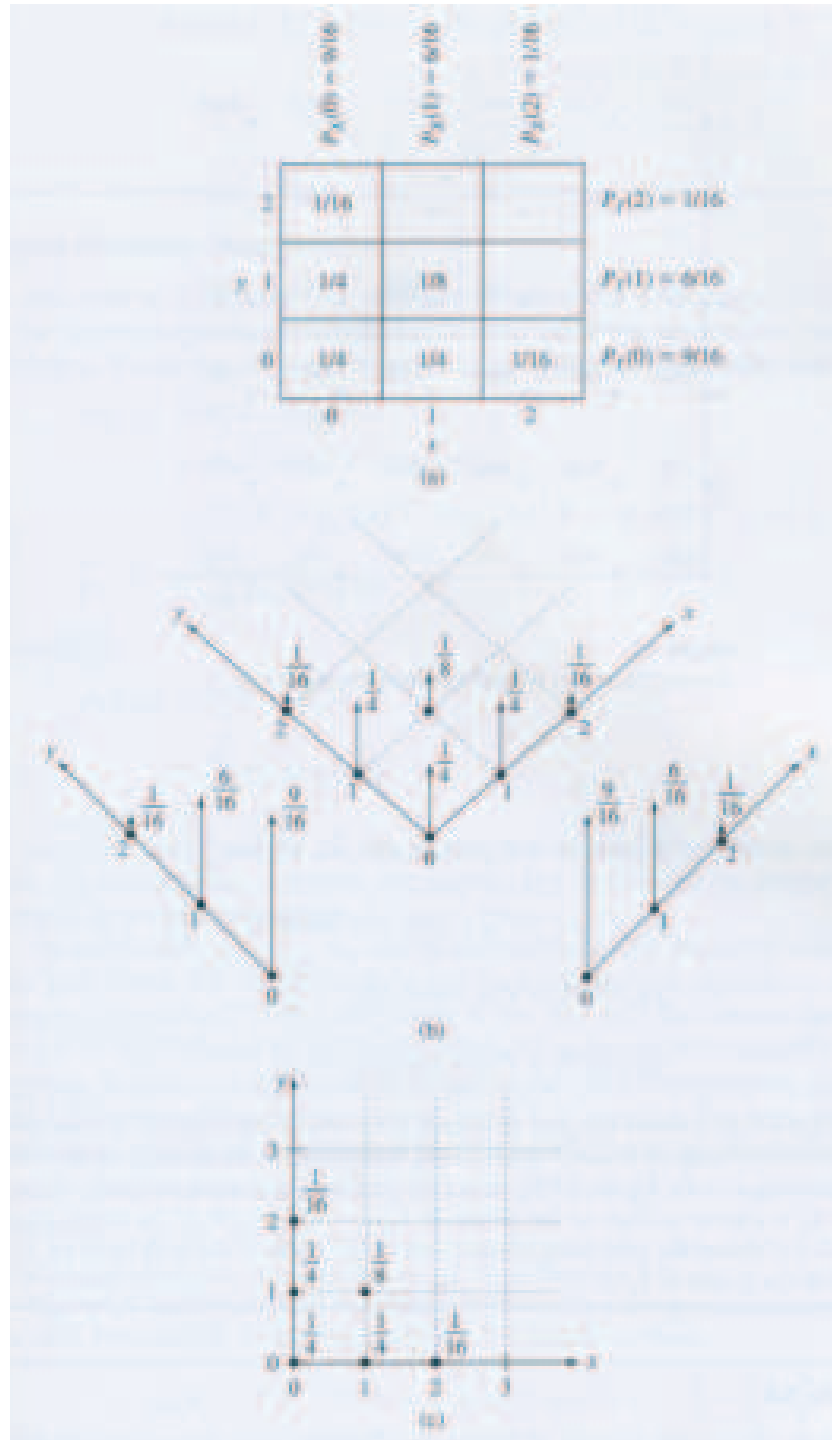 P_X(0) = 9/16
P_X(1) = 6/16
P_X(2) = 1/16
2 1/16 P_Y(2) = 1/16
y 1 1/4 1/8 P_Y(1) = 6/16
0 1/4 1/4 1/16 P_Y(0) = 9/16
0 1 2
x
(a)
y x
1/16 1/4 1/8 1/4 1/16
2 1 1/4 1 2
0
y x
1/16 6/16 9/16 9/16 6/16 1/16
2 2
1 1
0 0
(b)
y
3
1/16
2
1/4 1/8
1
1/4 1/4 1/16
0 x
0 1 2 3
(c)